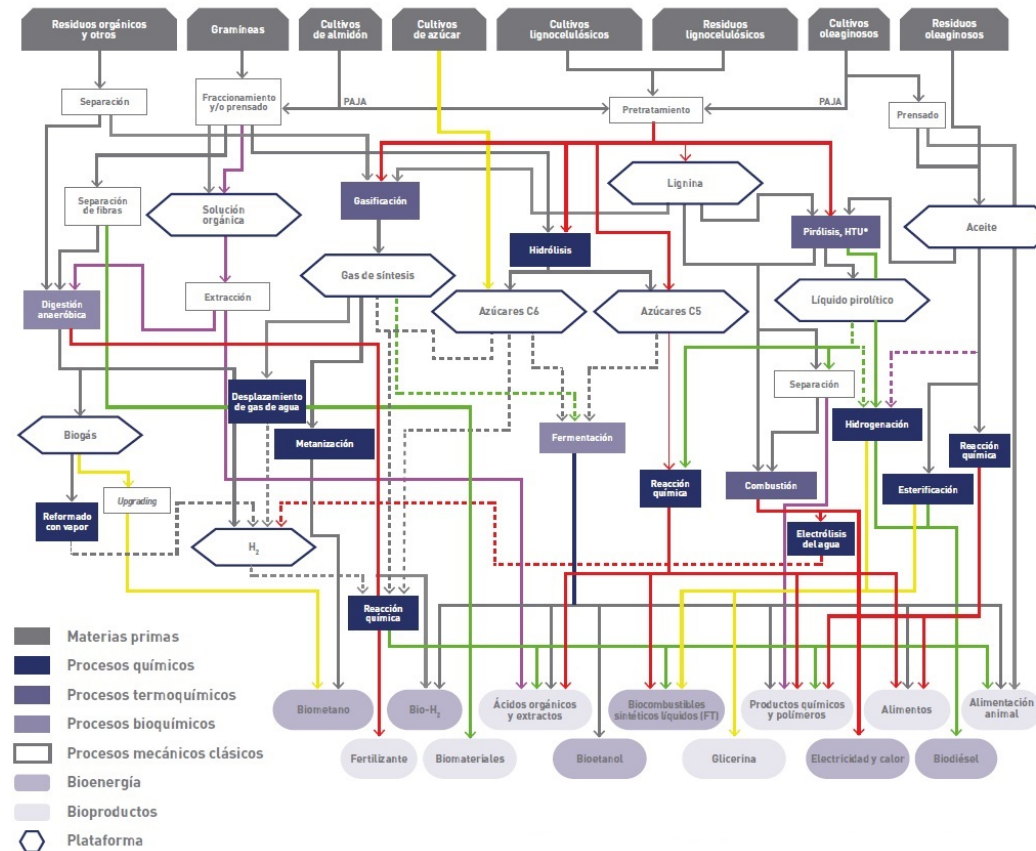 Residuos orgánicos
y otros
Gramíneas
Cultivos
de almidón
Cultivos
de azúcar
Cultivos
lignocelulósicos
Residuos
lignocelulósicos
Cultivos
oleaginosos
Residuos
oleaginosos
Separación
Fraccionamiento
y/o prensado
PAJA
Pretratamiento
PAJA
Prensado
Separación
de fibras
Solución
orgánica
Gasificación
Lignina
Hidrólisis
Pirólisis, HTU*
Aceite
Digestión
anaeróbica
Extracción
Gas de síntesis
Azúcares C6
Azúcares C5
Líquido pirolítico
Desplazamiento
de gas de agua
Separación
Biogás
Metanización
Fermentación
Hidrogenación
Reacción
química
Upgrading
Reformado
con vapor
Reacción
química
Combustión
Esterificación
H2
Electrólisis
del agua
Reacción
química
Materias primas
Procesos químicos
Procesos termoquímicos
Procesos bioquímicos
Procesos mecánicos clásicos
Bioenergía
Bioproductos
Plataforma
Biometano
Bio-H2
Ácidos orgánicos
y extractos
Biocombustibles
sintéticos líquidos (FT)
Productos químicos
y polímeros
Alimentos
Alimentación
animal
Fertilizante
Biomateriales
Bioetanol
Glicerina
Electricidad y calor
Biodiésel